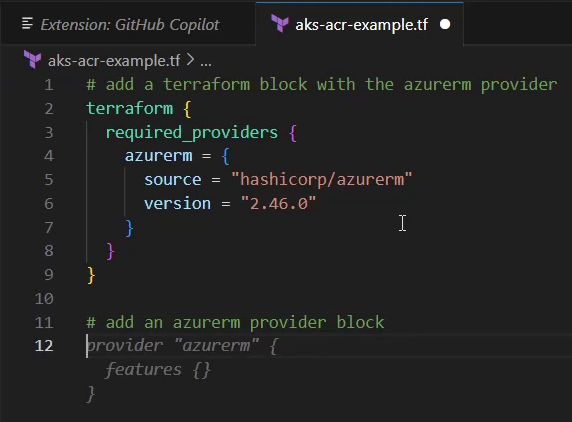 Extension: GitHub Copilot
aks-acr-example.tf
aks-acr-example.tf > ...
1 # add a terraform block with the azurerm provider
2 terraform {
3   required_providers {
4     azurerm = {
5       source = "hashicorp/azurerm"
6       version = "2.46.0"
7     }
8   }
9 }
10
11 # add an azurerm provider block
12 provider "azurerm" {
  features {}
}